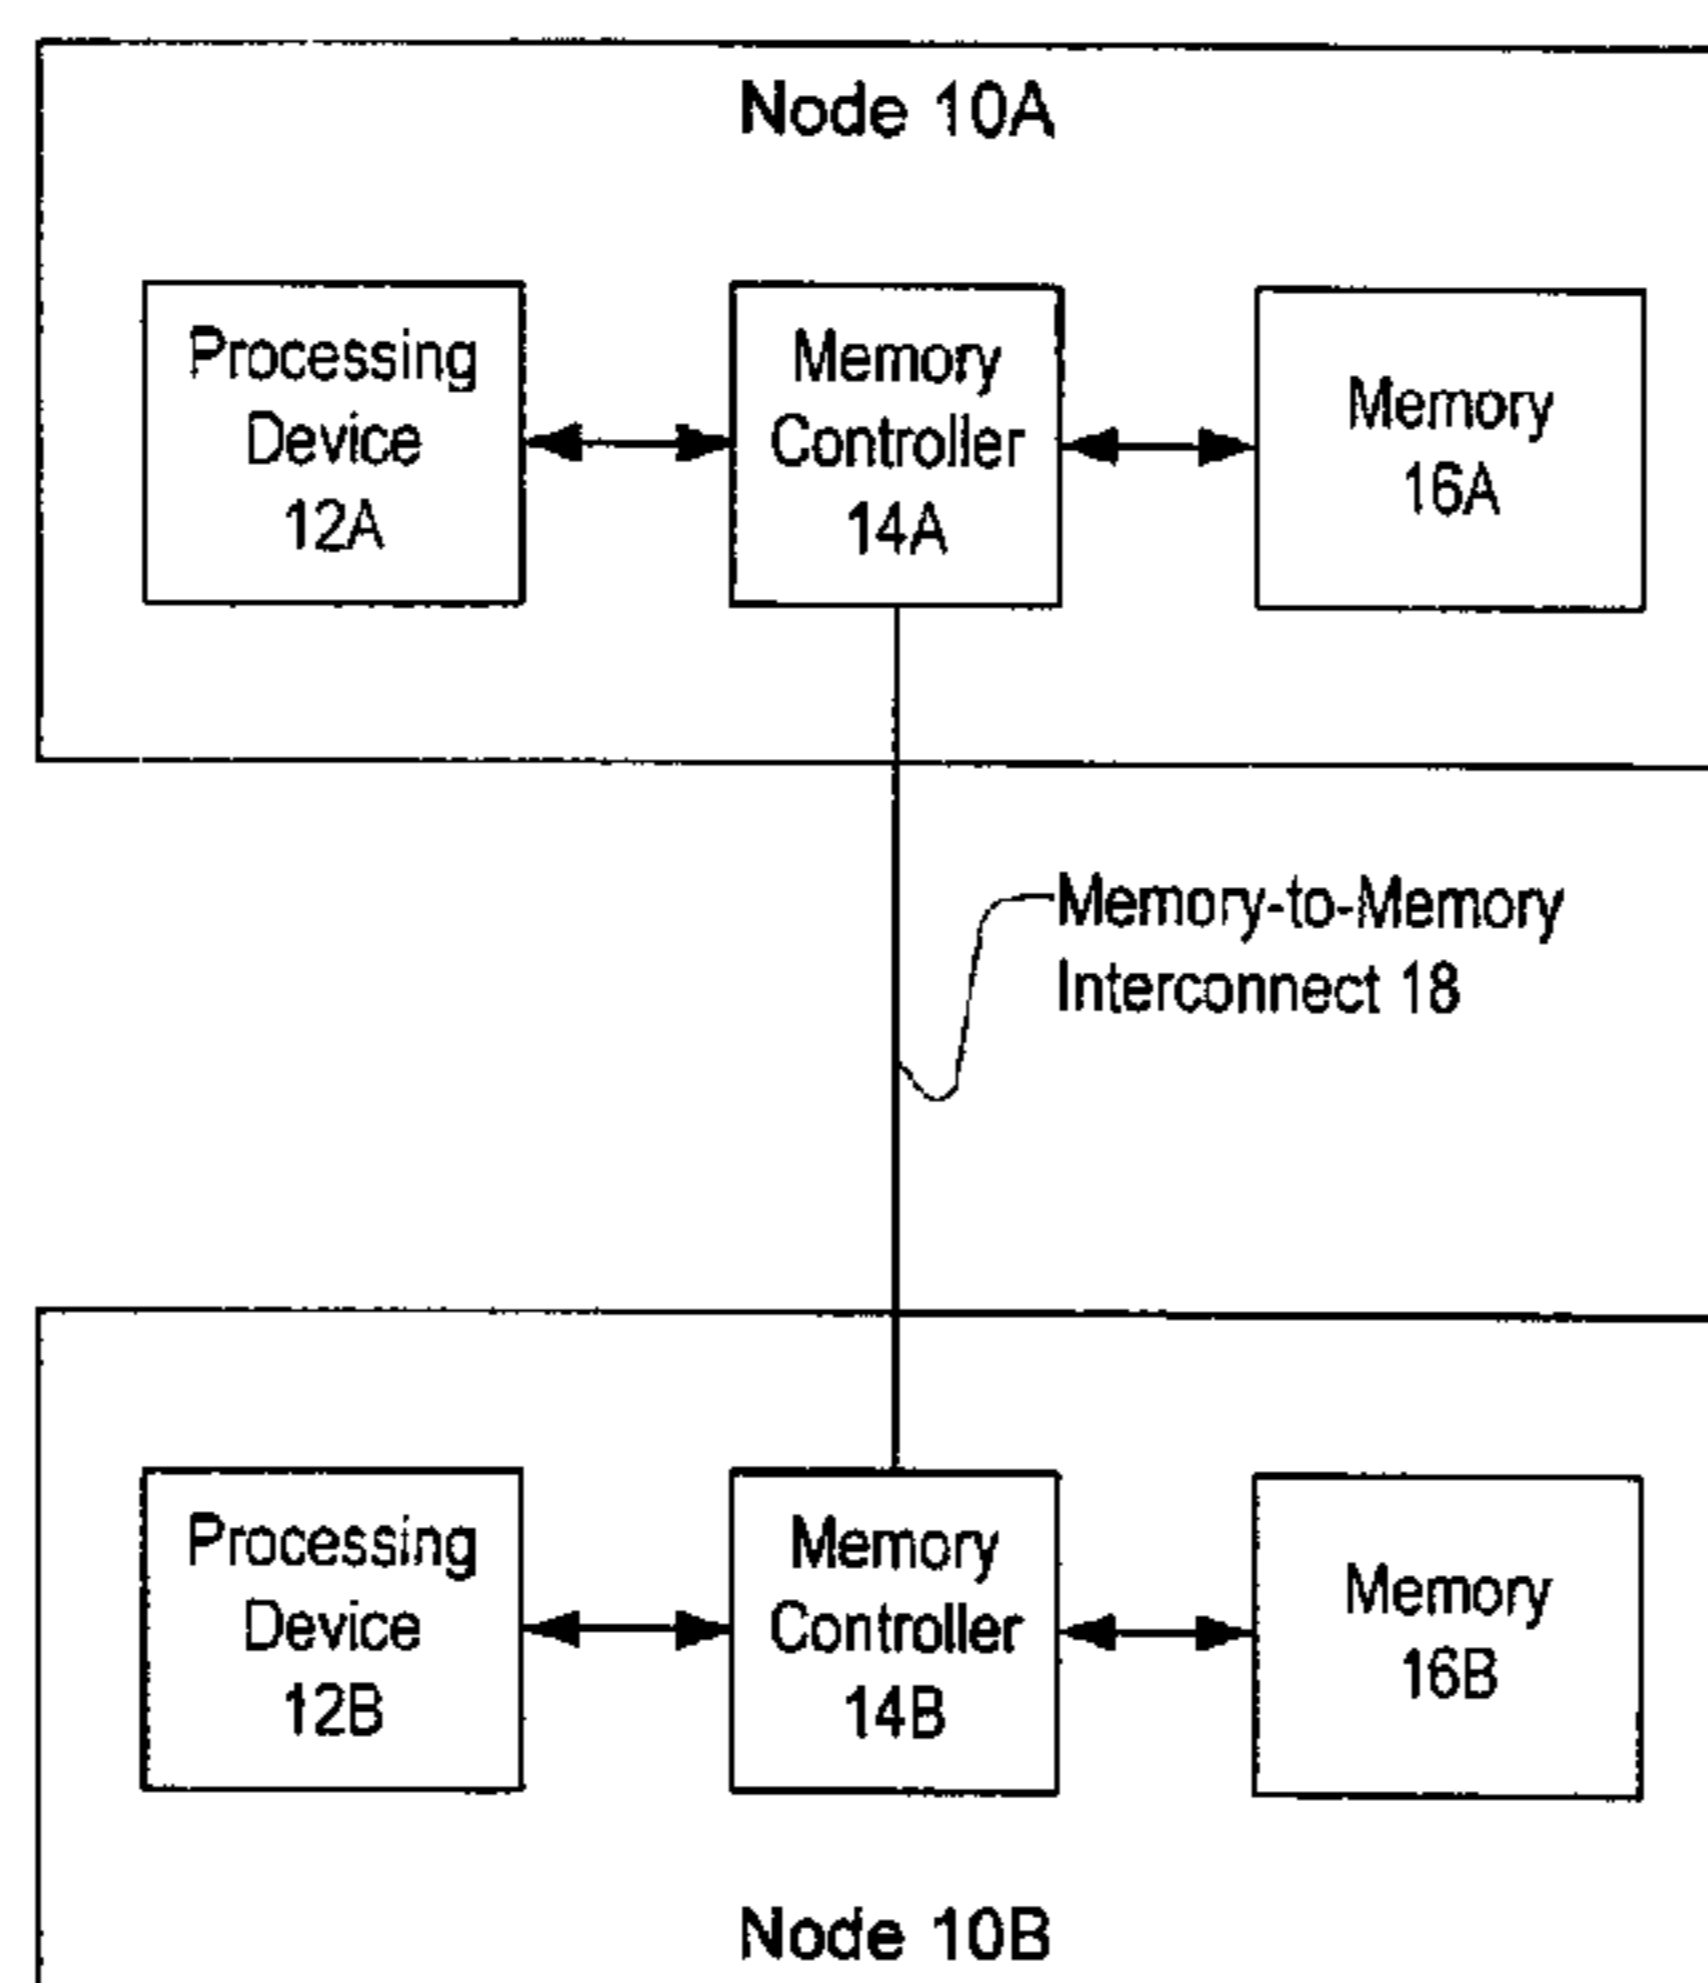 Node 10A
Processing
Device
12A
Memory
Controller
14A
Memory
16A
Memory-to-Memory
Interconnect 18
Processing
Device
12B
Memory
Controller
14B
Memory
16B
Node 10B